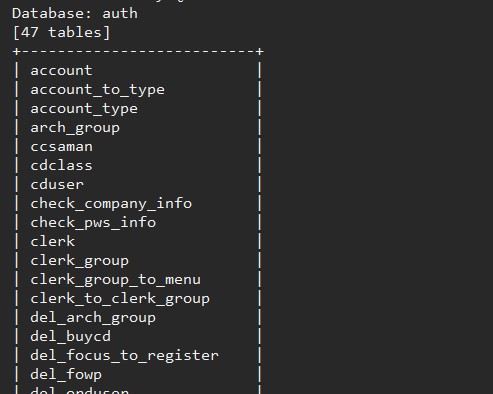 Database: auth
[47 tables]
+--------------------------+
| account |
| account_to_type |
| account_type |
| arch_group |
| ccsaman |
| cdclass |
| cduser |
| check_company_info |
| check_pws_info |
| clerk |
| clerk_group |
| clerk_group_to_menu |
| clerk_to_clerk_group |
| del_arch_group |
| del_buycd |
| del_focus_to_register |
| del_fowp |